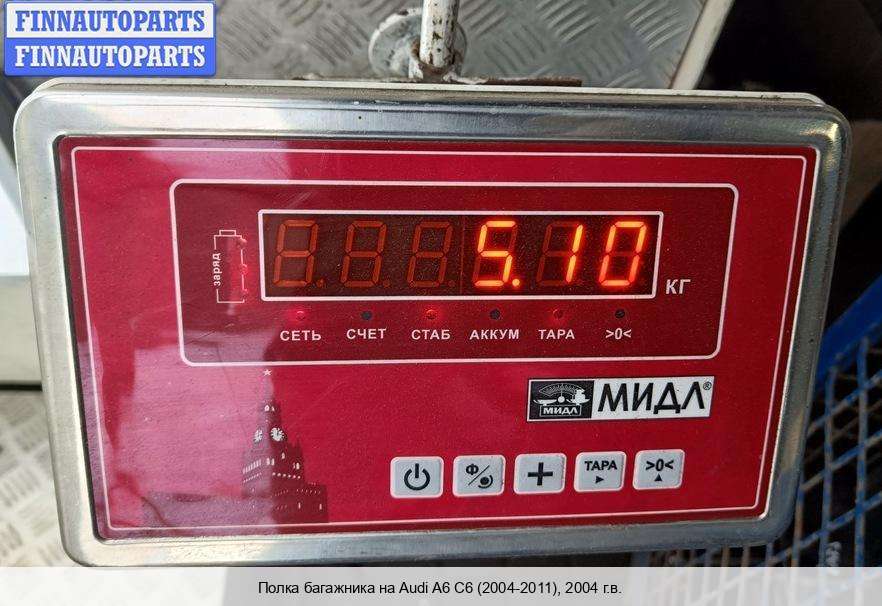 FINNAUTOPARTS
FINNAUTOPARTS
заряд
5.10
КГ
СЕТЬ СЧЕТ СТАБ АККУМ ТАРА >0<
МИДЛ МИДЛ®
Ф + ТАРА >0<
Полка багажника на Audi A6 C6 (2004-2011), 2004 г.в.